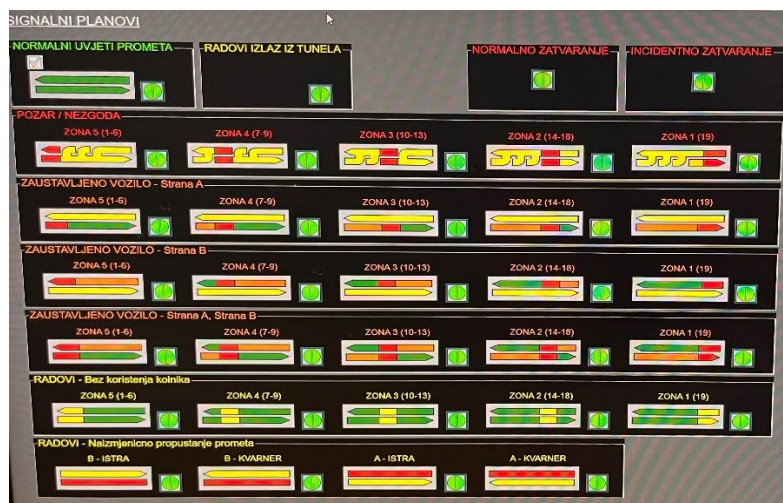 SIGNALNI PLANOVI
NORMALNI UVJETI PROMETA
RADOVI IZLAZ IZ TUNELA
NORMALNO ZATVARANJE
INCIDENTNO ZATVARANJE
POZAR / NEZGODA
ZONA 5 (1-6)
ZONA 4 (7-9)
ZONA 3 (10-13)
ZONA 2 (14-18)
ZONA 1 (19)
ZAUSTAVLJENO VOZILO - Strana A
ZONA 5 (1-6)
ZONA 4 (7-9)
ZONA 3 (10-13)
ZONA 2 (14-18)
ZONA 1 (19)
ZAUSTAVLJENO VOZILO - Strana B
ZONA 5 (1-6)
ZONA 4 (7-9)
ZONA 3 (10-13)
ZONA 2 (14-18)
ZONA 1 (19)
ZAUSTAVLJENO VOZILO - Strana A, Strana B
ZONA 5 (1-6)
ZONA 4 (7-9)
ZONA 3 (10-13)
ZONA 2 (14-18)
ZONA 1 (19)
RADOVI - Bez koristenja kolnika
ZONA 5 (1-6)
ZONA 4 (7-9)
ZONA 3 (10-13)
ZONA 2 (14-18)
ZONA 1 (19)
RADOVI - Naizmjenicno propustanje prometa
B - ISTRA
B - KVARNER
A - ISTRA
A - KVARNER